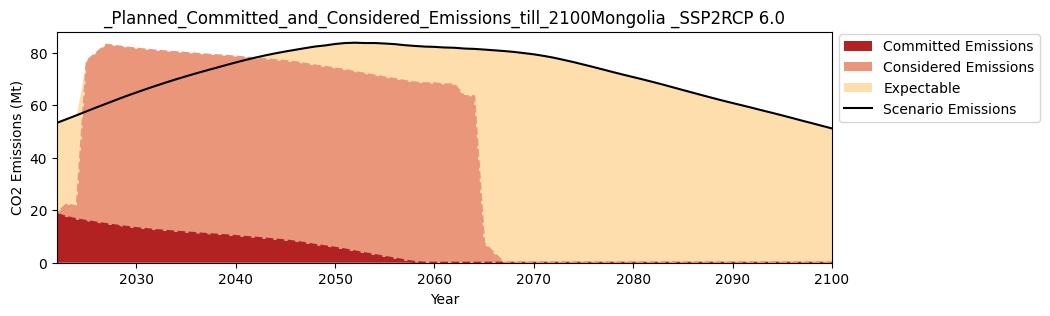 _Planned_Committed_and_Considered_Emissions_till_2100Mongolia _SSP2RCP 6.0
Committed Emissions
Considered Emissions
Expectable
Scenario Emissions
CO2 Emissions (Mt)
80
60
40
20
0
2030 2040 2050 2060 2070 2080 2090 2100
Year